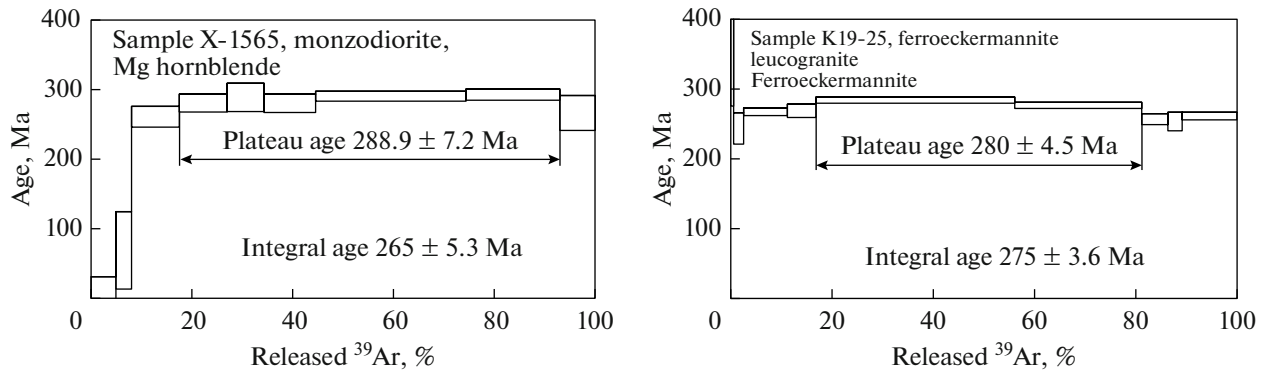 400
300
200
100
Age, Ma
Sample X-1565, monzodiorite,
Mg hornblende
Plateau age 288.9 ± 7.2 Ma
Integral age 265 ± 5.3 Ma
0 20 40 60 80 100
Released ³⁹Ar, %
400
300
200
100
Age, Ma
Sample K19-25, ferroeckermannite
leucogranite
Ferroeckermannite
Plateau age 280 ± 4.5 Ma
Integral age 275 ± 3.6 Ma
0 20 40 60 80 100
Released ³⁹Ar, %